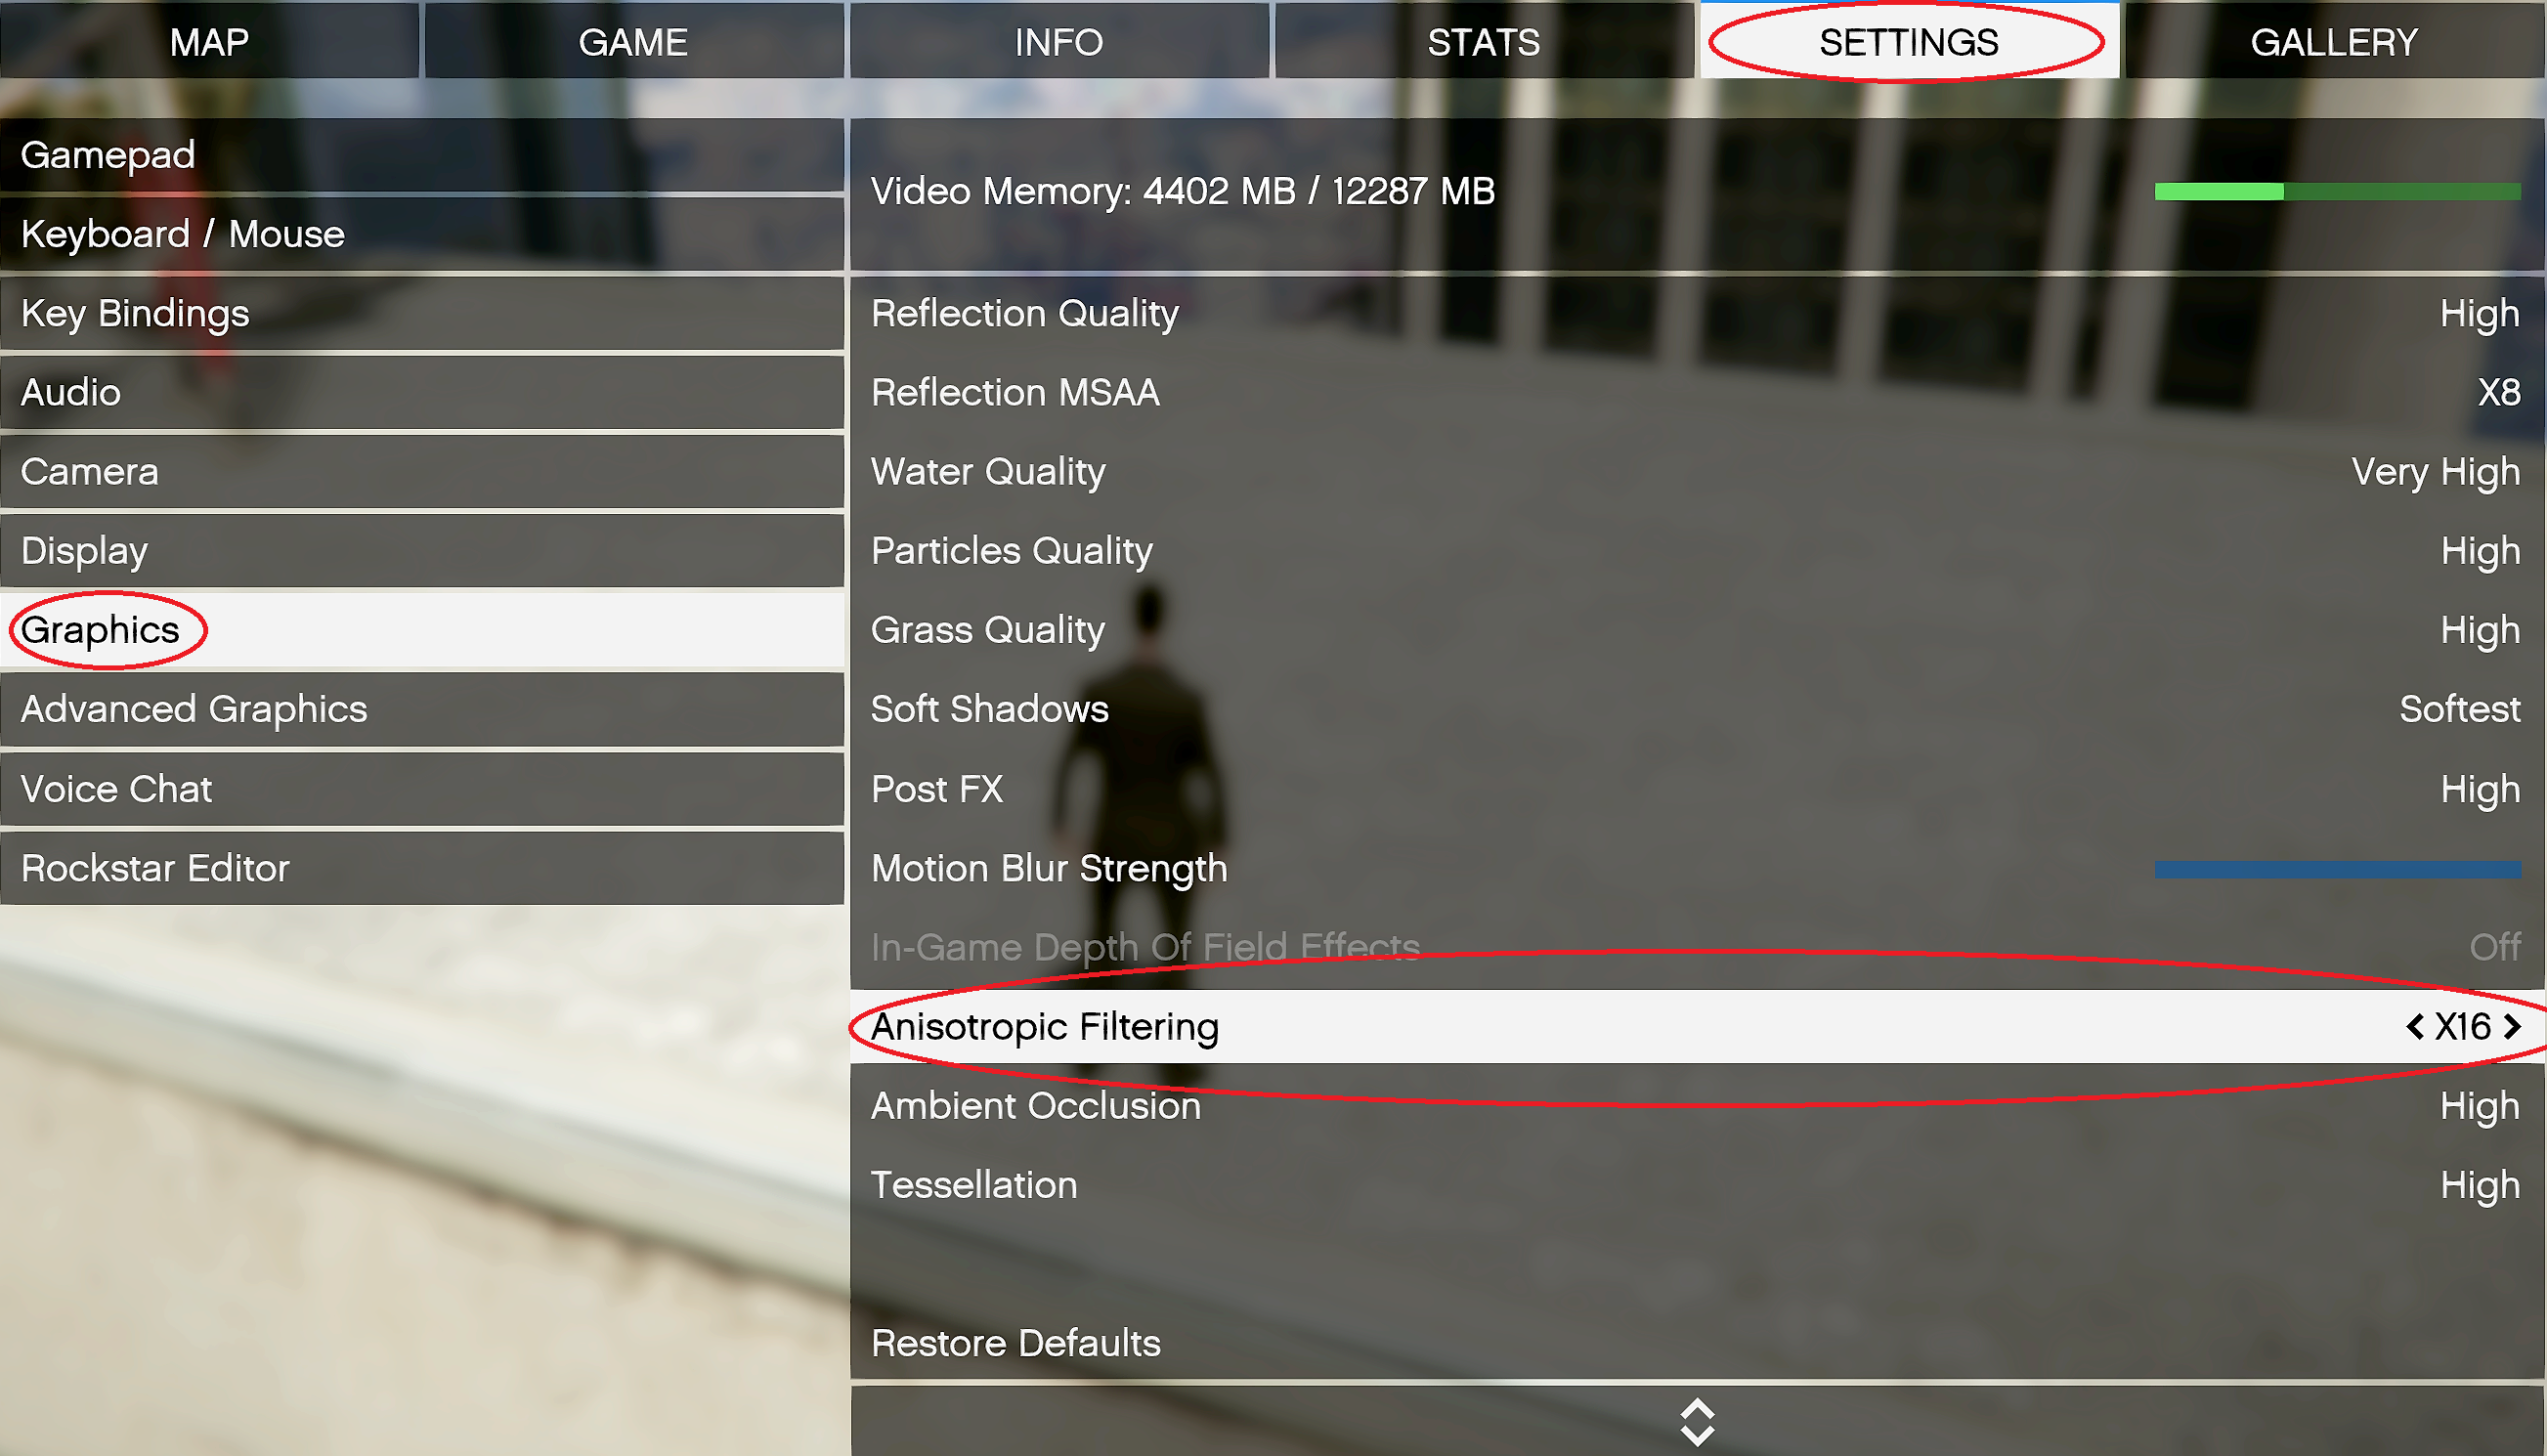 MAP GAME INFO STATS SETTINGS GALLERY
Gamepad
Keyboard / Mouse
Key Bindings
Audio
Camera
Display
Graphics
Advanced Graphics
Voice Chat
Rockstar Editor
Video Memory: 4402 MB / 12287 MB
Reflection Quality High
Reflection MSAA X8
Water Quality Very High
Particles Quality High
Grass Quality High
Soft Shadows Softest
Post FX High
Motion Blur Strength
In-Game Depth Of Field Effects Off
Anisotropic Filtering < X16 >
Ambient Occlusion High
Tessellation High
Restore Defaults